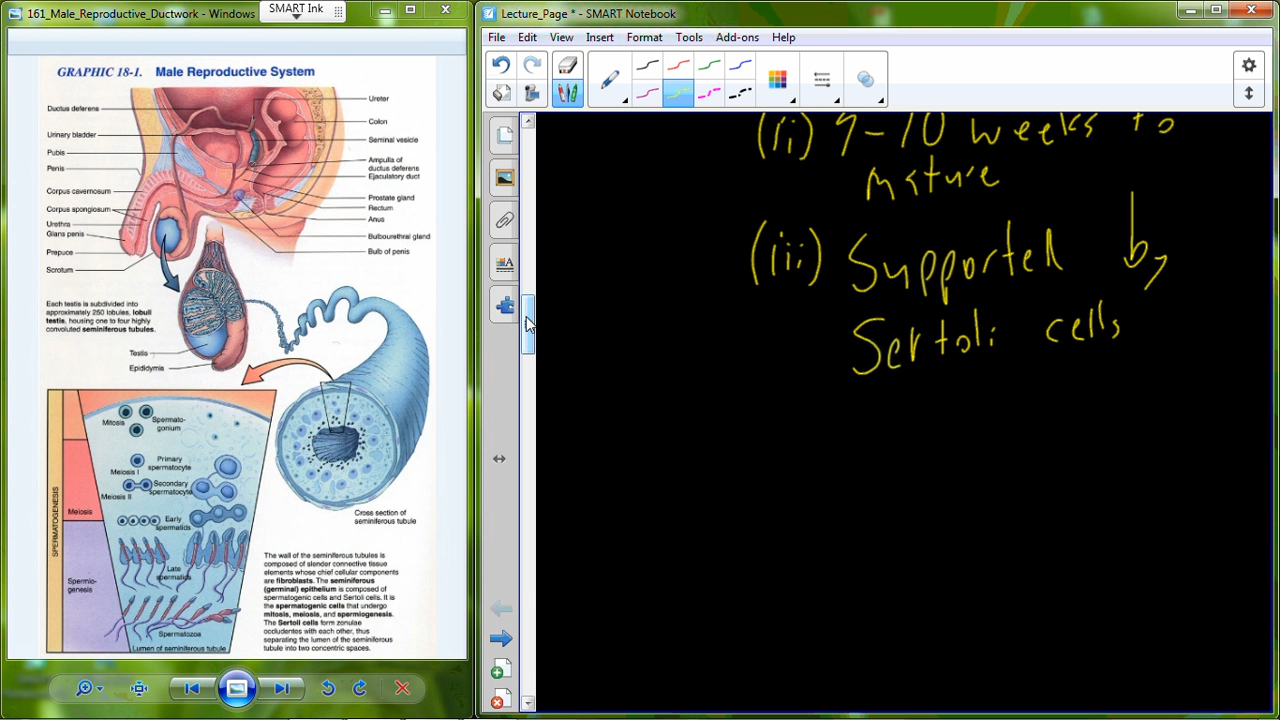 161_Male_Reproductive_Ductwork - Windows
SMART Ink
GRAPHIC 18-1. Male Reproductive System
Ductus deferens
Urinary bladder
Pubis
Penis
Corpus cavernosum
Corpus spongiosum
Urethra
Glans penis
Prepuce
Scrotum
Ureter
Colon
Seminal vesicle
Ampulla of
ductus deferens
Ejaculatory duct
Prostate gland
Rectum
Anus
Bulbourethral gland
Bulb of penis
Each testis is subdivided into
approximately 250 lobules, lobuli
testis, housing one to four highly
convoluted seminiferous tubules.
Testis
Epididymis
SPERMATOGENESIS
Meiosis
Spermio-
genesis
Mitosis
Spermato-
gonium
Meiosis I
Primary
spermatocyte
Meiosis II
Secondary
spermatocyte
Early
spermatids
Late
spermatids
Spermatozoa
Lumen of seminiferous tubule
Cross section of
seminiferous tubule
The wall of the seminiferous tubules is
composed of slender connective tissue
elements whose chief cellular components
are fibroblasts. The seminiferous
(germinal) epithelium is composed of
spermatogenic cells and Sertoli cells. It is
the spermatogenic cells that undergo
mitosis, meiosis, and spermiogenesis.
The Sertoli cells form zonulae
occludentes with each other, thus
separating the lumen of the seminiferous
tubule into two concentric spaces.
Lecture_Page * - SMART Notebook
File Edit View Insert Format Tools Add-ons Help
(ii) 9-10 weeks to
mature
(iii) Supported by
Sertoli cells